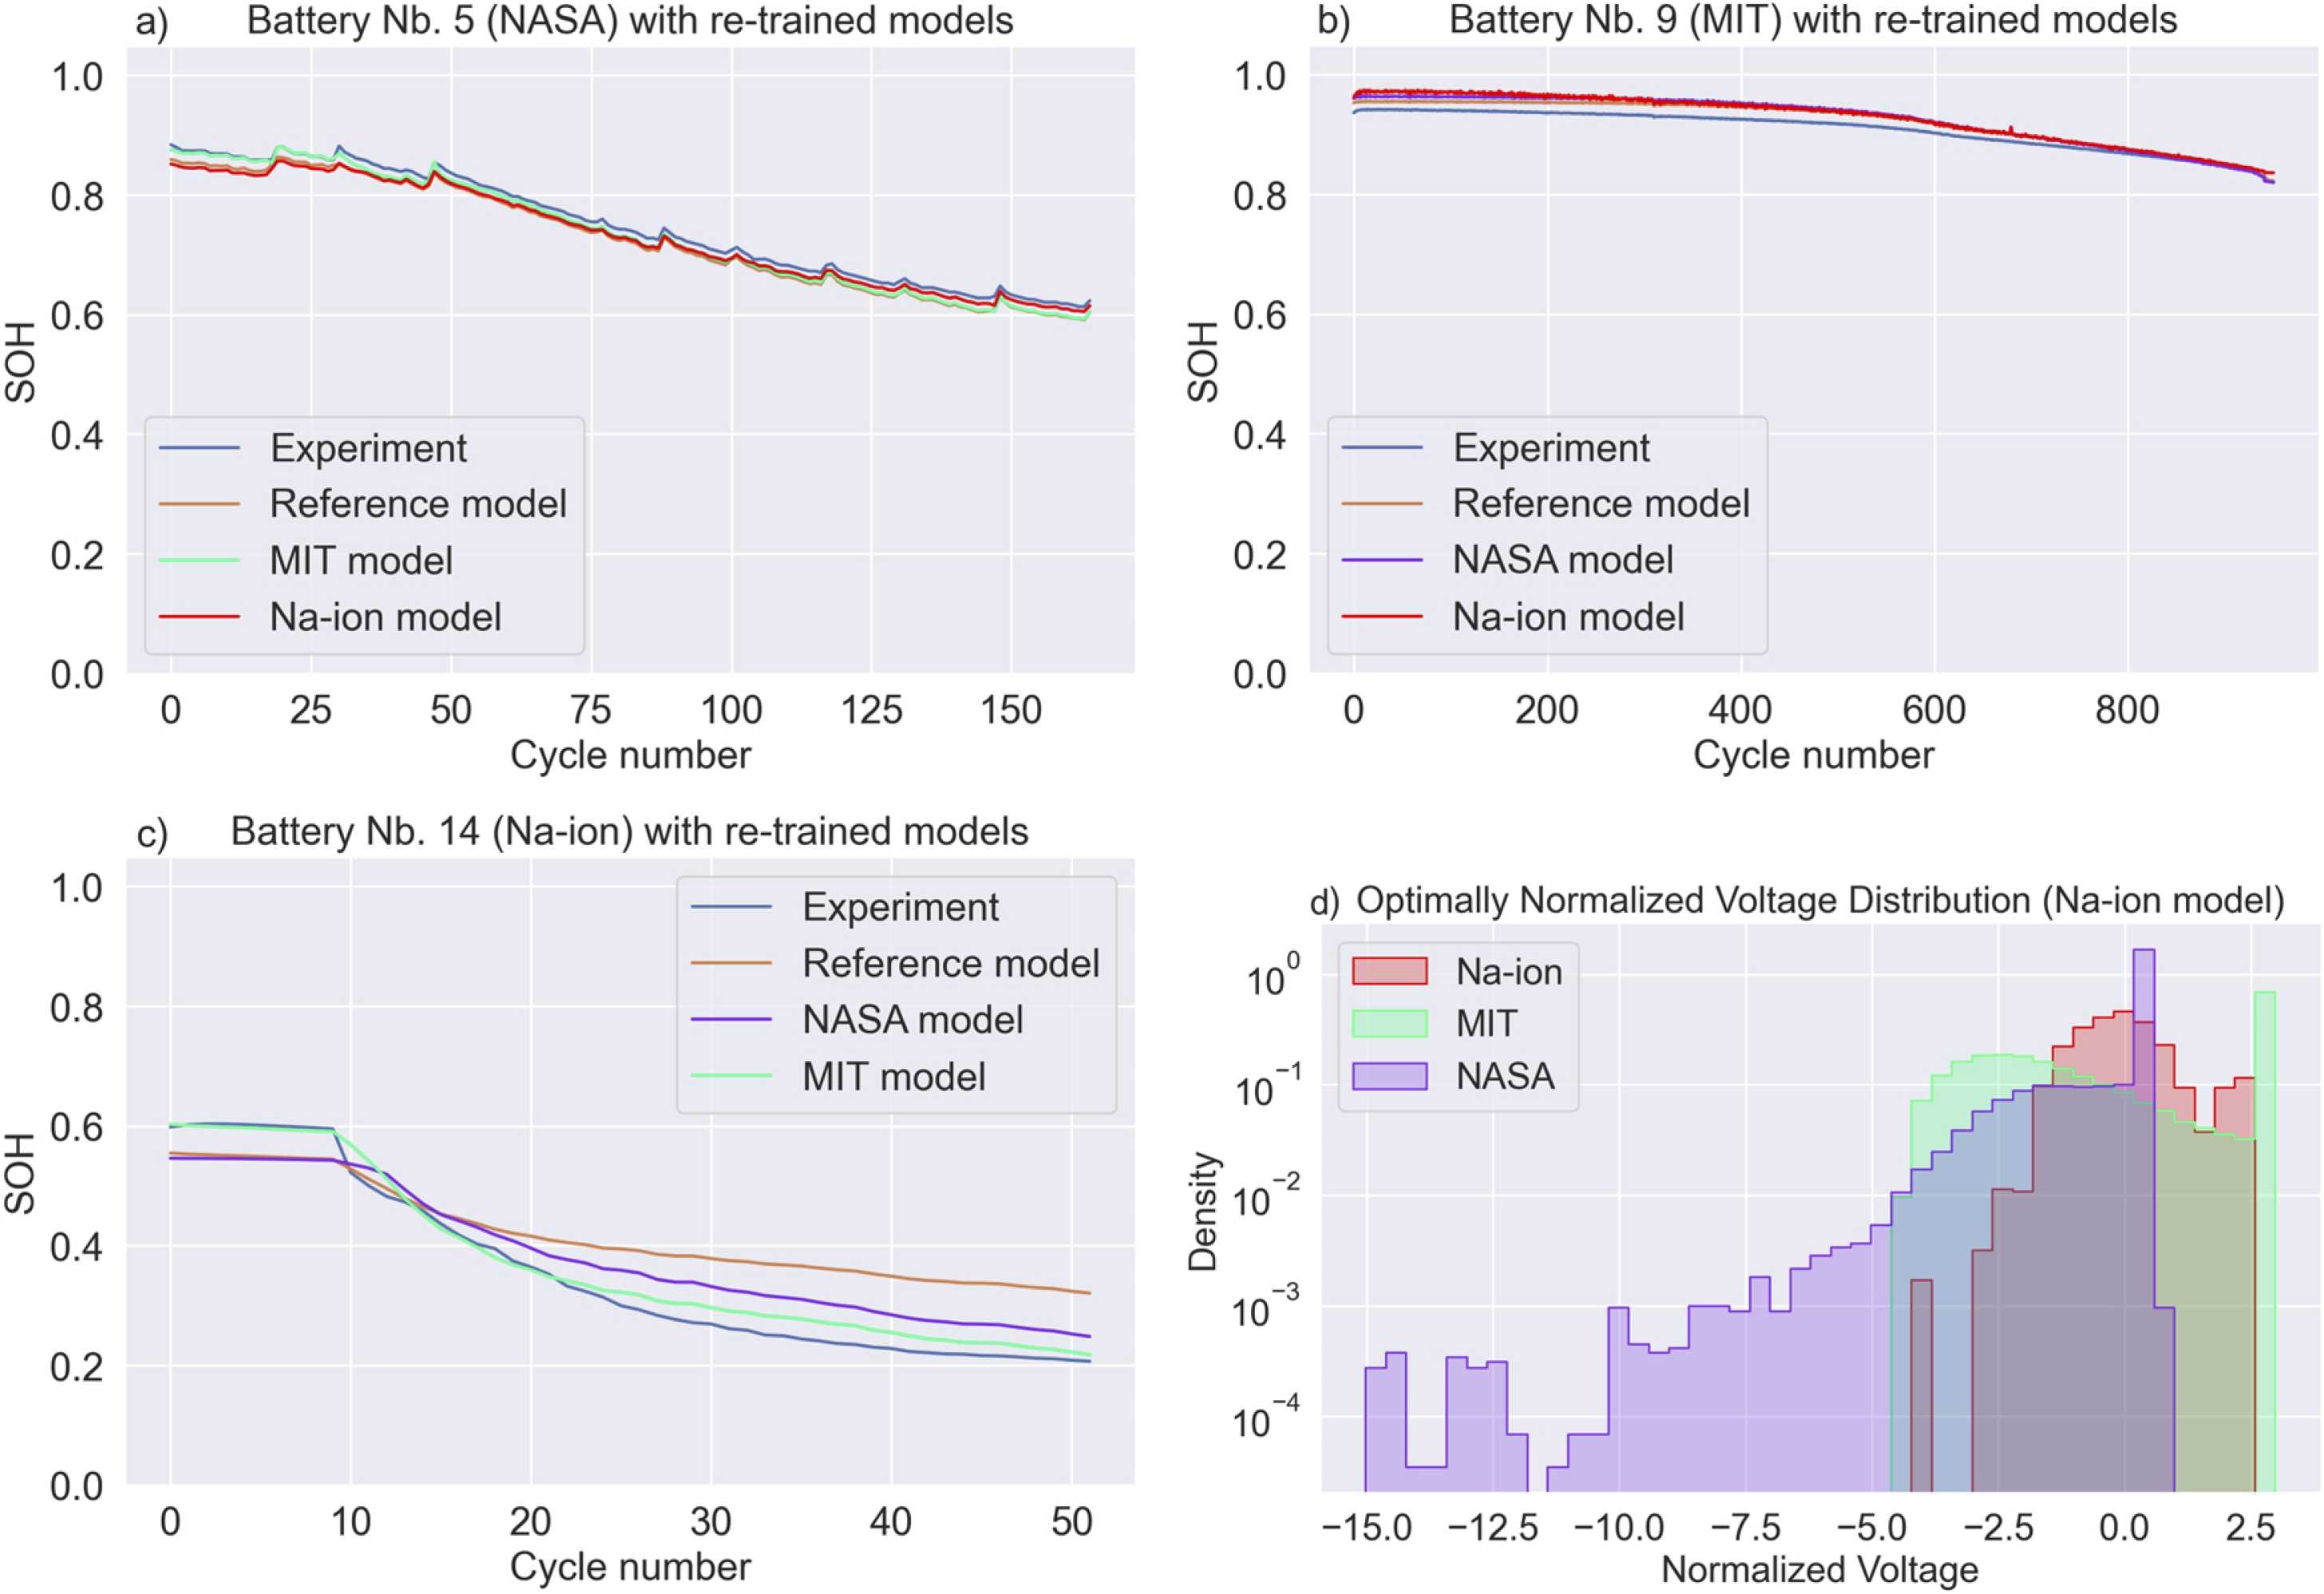 a) Battery Nb. 5 (NASA) with re-trained models
1.0
0.8
0.6
0.4
0.2
0.0
SOH
Experiment
Reference model
MIT model
Na-ion model
0 25 50 75 100 125 150
Cycle number
b) Battery Nb. 9 (MIT) with re-trained models
1.0
0.8
0.6
0.4
0.2
0.0
SOH
Experiment
Reference model
NASA model
Na-ion model
0 200 400 600 800
Cycle number
c) Battery Nb. 14 (Na-ion) with re-trained models
1.0
0.8
0.6
0.4
0.2
0.0
SOH
Experiment
Reference model
NASA model
MIT model
0 10 20 30 40 50
Cycle number
d) Optimally Normalized Voltage Distribution (Na-ion model)
Na-ion
MIT
NASA
10⁰
10⁻¹
10⁻²
10⁻³
10⁻⁴
Density
−15.0 −12.5 −10.0 −7.5 −5.0 −2.5 0.0 2.5
Normalized Voltage